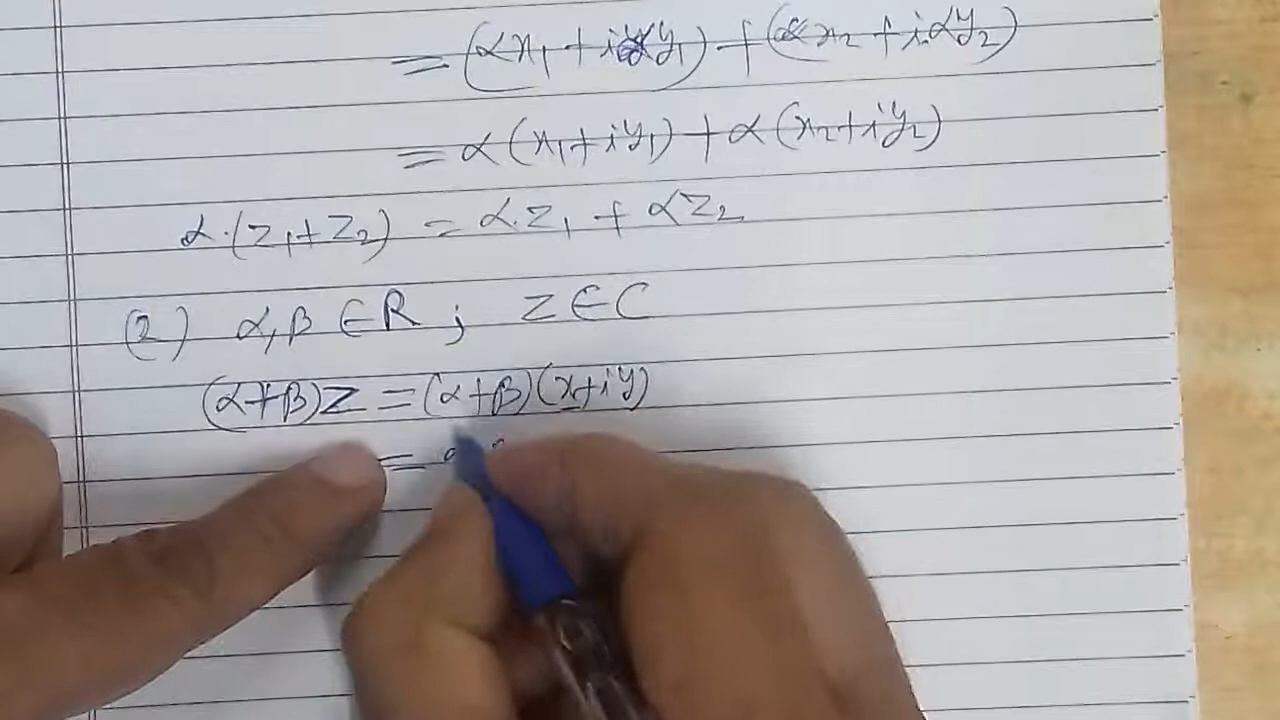 = (αx₁ + iαy₁) + (αx₂ + iαy₂)
= α(x₁+iy₁) + α(x₂+iy₂)
α·(z₁+z₂) = α·z₁ + αz₂
(2) α,β ∈ R ; z ∈ C
(α+β)z = (α+β)(x+iy)
=